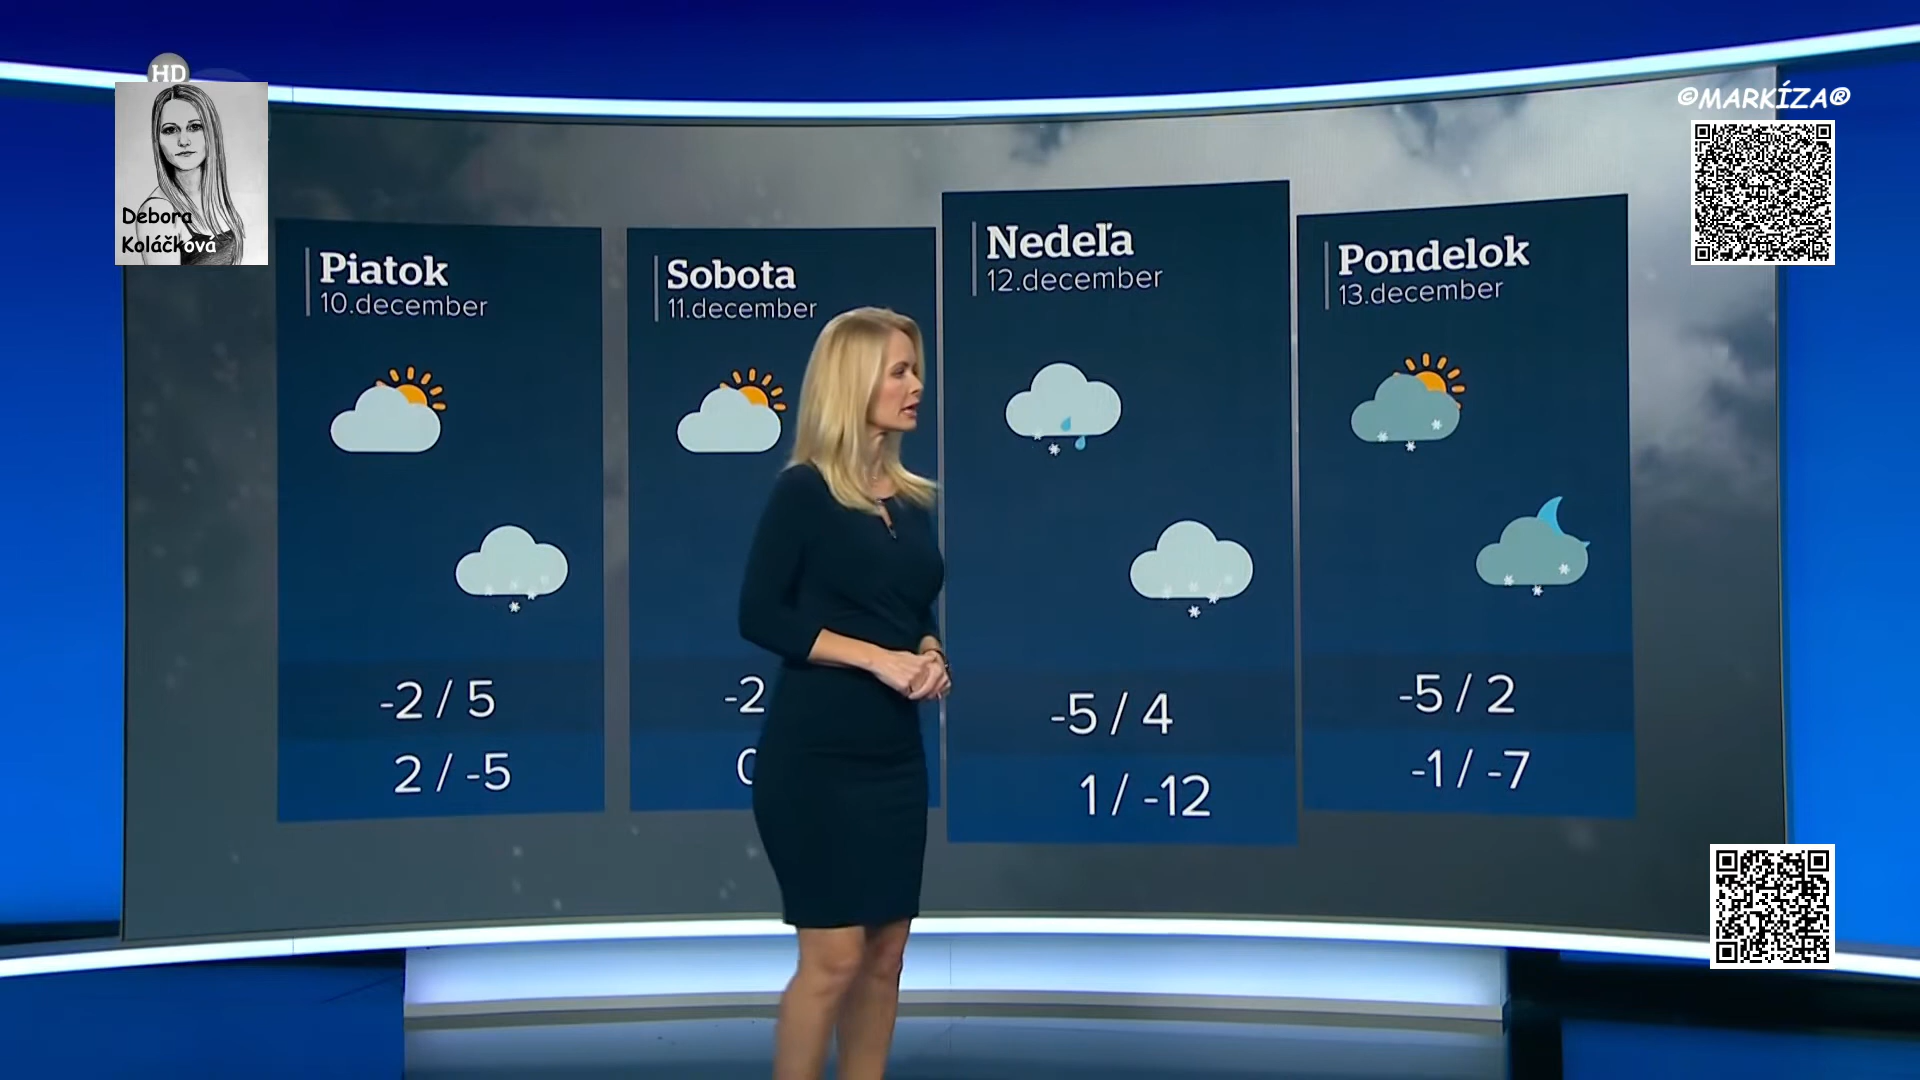 HD
Debora
Koláčková
©MARKÍZA®
Piatok
10.december
-2 / 5
2 / -5
Sobota
11.december
-2
Nedeľa
12.december
-5 / 4
1 / -12
Pondelok
13.december
-5 / 2
-1 / -7